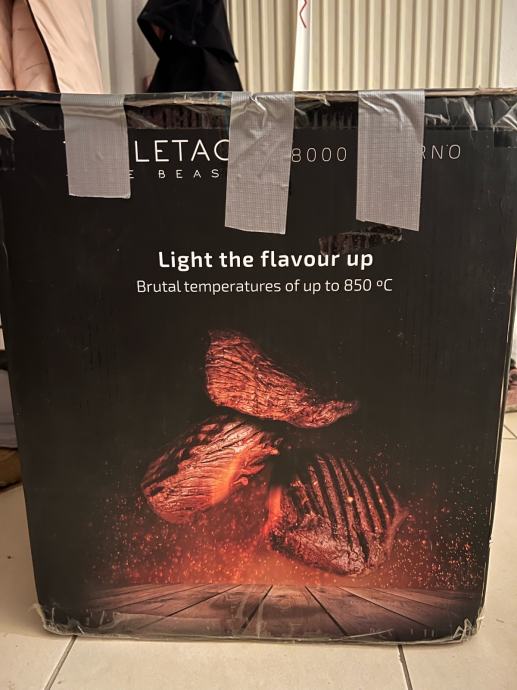 LETAC 8000 RNO
E BEAS
Light the flavour up
Brutal temperatures of up to 850 ºC